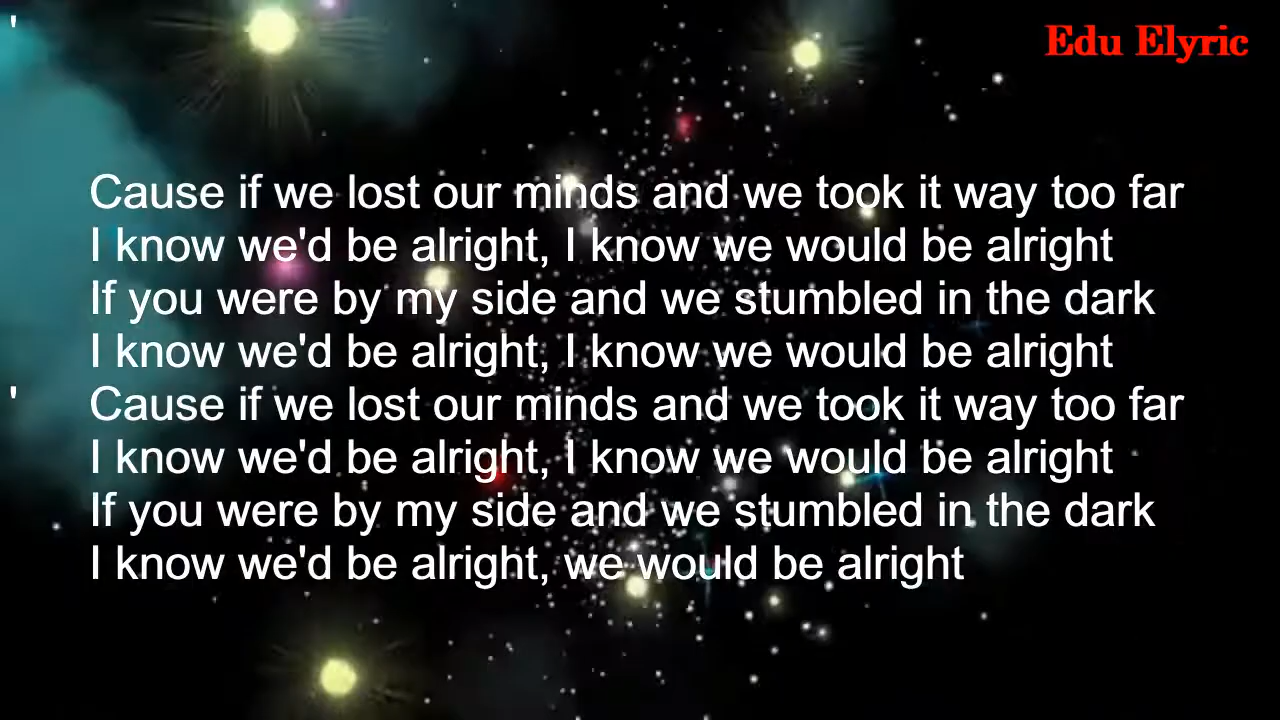 '
Edu Elyric
Cause if we lost our minds and we took it way too far
I know we'd be alright, I know we would be alright
If you were by my side and we stumbled in the dark
I know we'd be alright, I know we would be alright
' Cause if we lost our minds and we took it way too far
I know we'd be alright, I know we would be alright
If you were by my side and we stumbled in the dark
I know we'd be alright, we would be alright